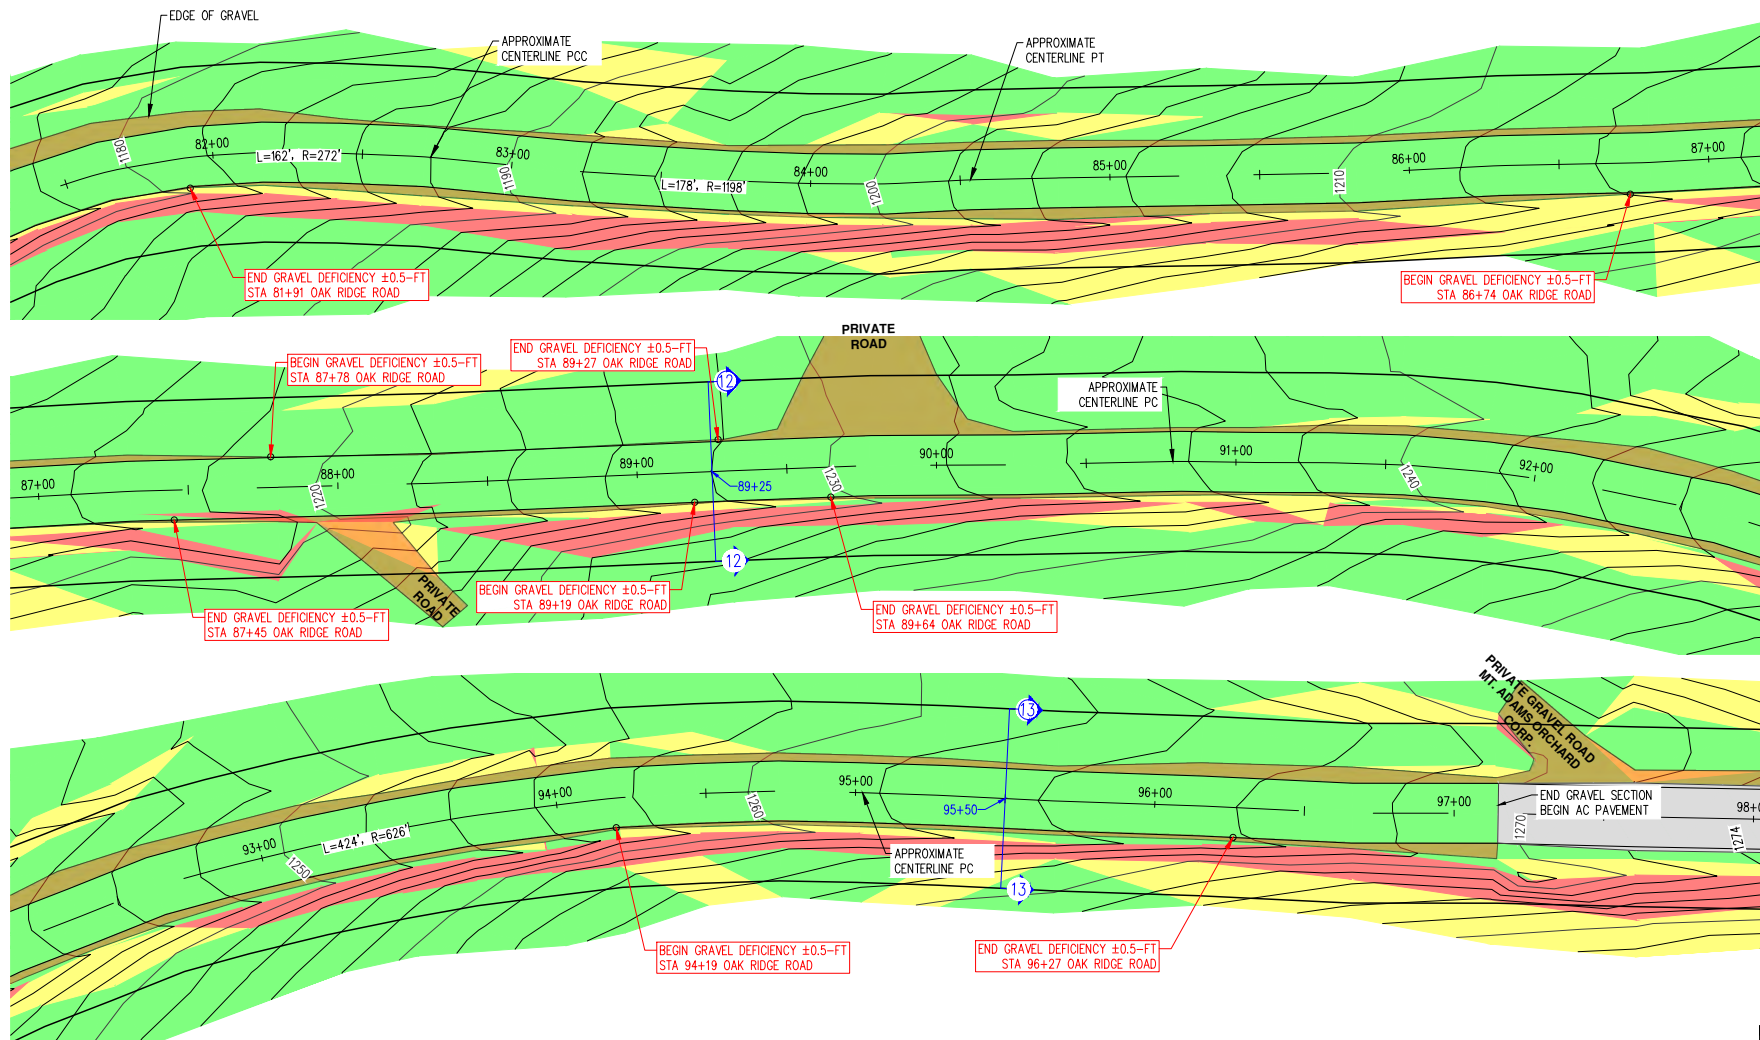 EDGE OF GRAVEL
APPROXIMATE
CENTERLINE PCC
APPROXIMATE
CENTERLINE PT
1180
82+00
L=162', R=272'
83+00
1190
L=178', R=1198'
84+00
1200
85+00
1210
86+00
87+00
END GRAVEL DEFICIENCY ±0.5-FT
STA 81+91 OAK RIDGE ROAD
BEGIN GRAVEL DEFICIENCY ±0.5-FT
STA 86+74 OAK RIDGE ROAD
PRIVATE
ROAD
BEGIN GRAVEL DEFICIENCY ±0.5-FT
STA 87+78 OAK RIDGE ROAD
END GRAVEL DEFICIENCY ±0.5-FT
STA 89+27 OAK RIDGE ROAD
12
APPROXIMATE
CENTERLINE PC
87+00
1220
88+00
89+00
89+25
1230
90+00
91+00
1240
92+00
12
PRIVATE
ROAD
END GRAVEL DEFICIENCY ±0.5-FT
STA 87+45 OAK RIDGE ROAD
BEGIN GRAVEL DEFICIENCY ±0.5-FT
STA 89+19 OAK RIDGE ROAD
END GRAVEL DEFICIENCY ±0.5-FT
STA 89+64 OAK RIDGE ROAD
PRIVATE GRAVEL ROAD
MT. ADAMS ORCHARD
CORP.
13
93+00
1250
L=424', R=626'
94+00
1260
95+00
95+50
96+00
97+00
END GRAVEL SECTION
BEGIN AC PAVEMENT
1270
98+0
1274
APPROXIMATE
CENTERLINE PC
13
BEGIN GRAVEL DEFICIENCY ±0.5-FT
STA 94+19 OAK RIDGE ROAD
END GRAVEL DEFICIENCY ±0.5-FT
STA 96+27 OAK RIDGE ROAD